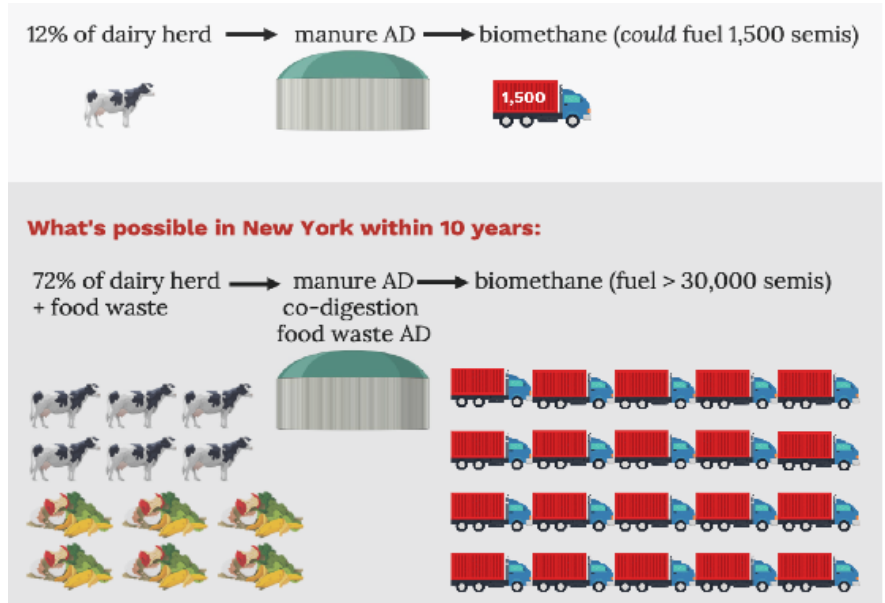 12% of dairy herd manure AD biomethane (could fuel 1,500 semis)
1,500
What's possible in New York within 10 years:
72% of dairy herd manure AD biomethane (fuel > 30,000 semis)
+ food waste co-digestion
food waste AD